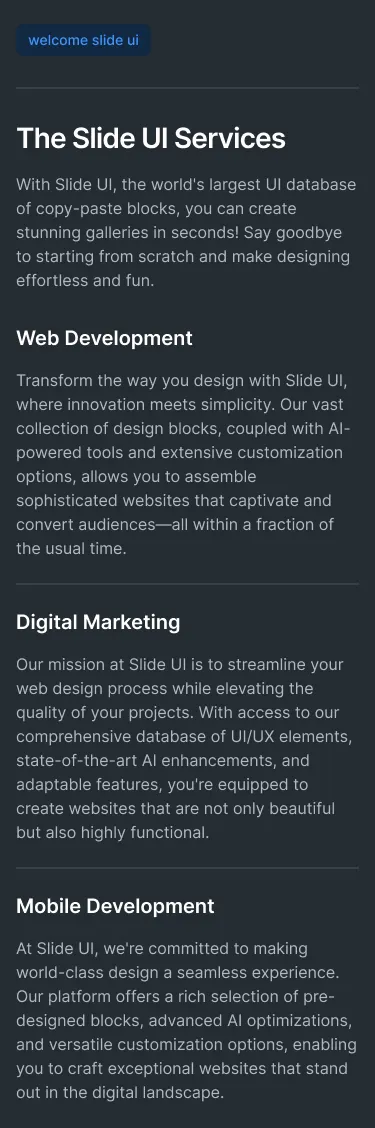 welcome slide ui
The Slide UI Services
With Slide UI, the world's largest UI database
of copy-paste blocks, you can create
stunning galleries in seconds! Say goodbye
to starting from scratch and make designing
effortless and fun.
Web Development
Transform the way you design with Slide UI,
where innovation meets simplicity. Our vast
collection of design blocks, coupled with AI-
powered tools and extensive customization
options, allows you to assemble
sophisticated websites that captivate and
convert audiences—all within a fraction of
the usual time.
Digital Marketing
Our mission at Slide UI is to streamline your
web design process while elevating the
quality of your projects. With access to our
comprehensive database of UI/UX elements,
state-of-the-art AI enhancements, and
adaptable features, you're equipped to
create websites that are not only beautiful
but also highly functional.
Mobile Development
At Slide UI, we're committed to making
world-class design a seamless experience.
Our platform offers a rich selection of pre-
designed blocks, advanced AI optimizations,
and versatile customization options, enabling
you to craft exceptional websites that stand
out in the digital landscape.